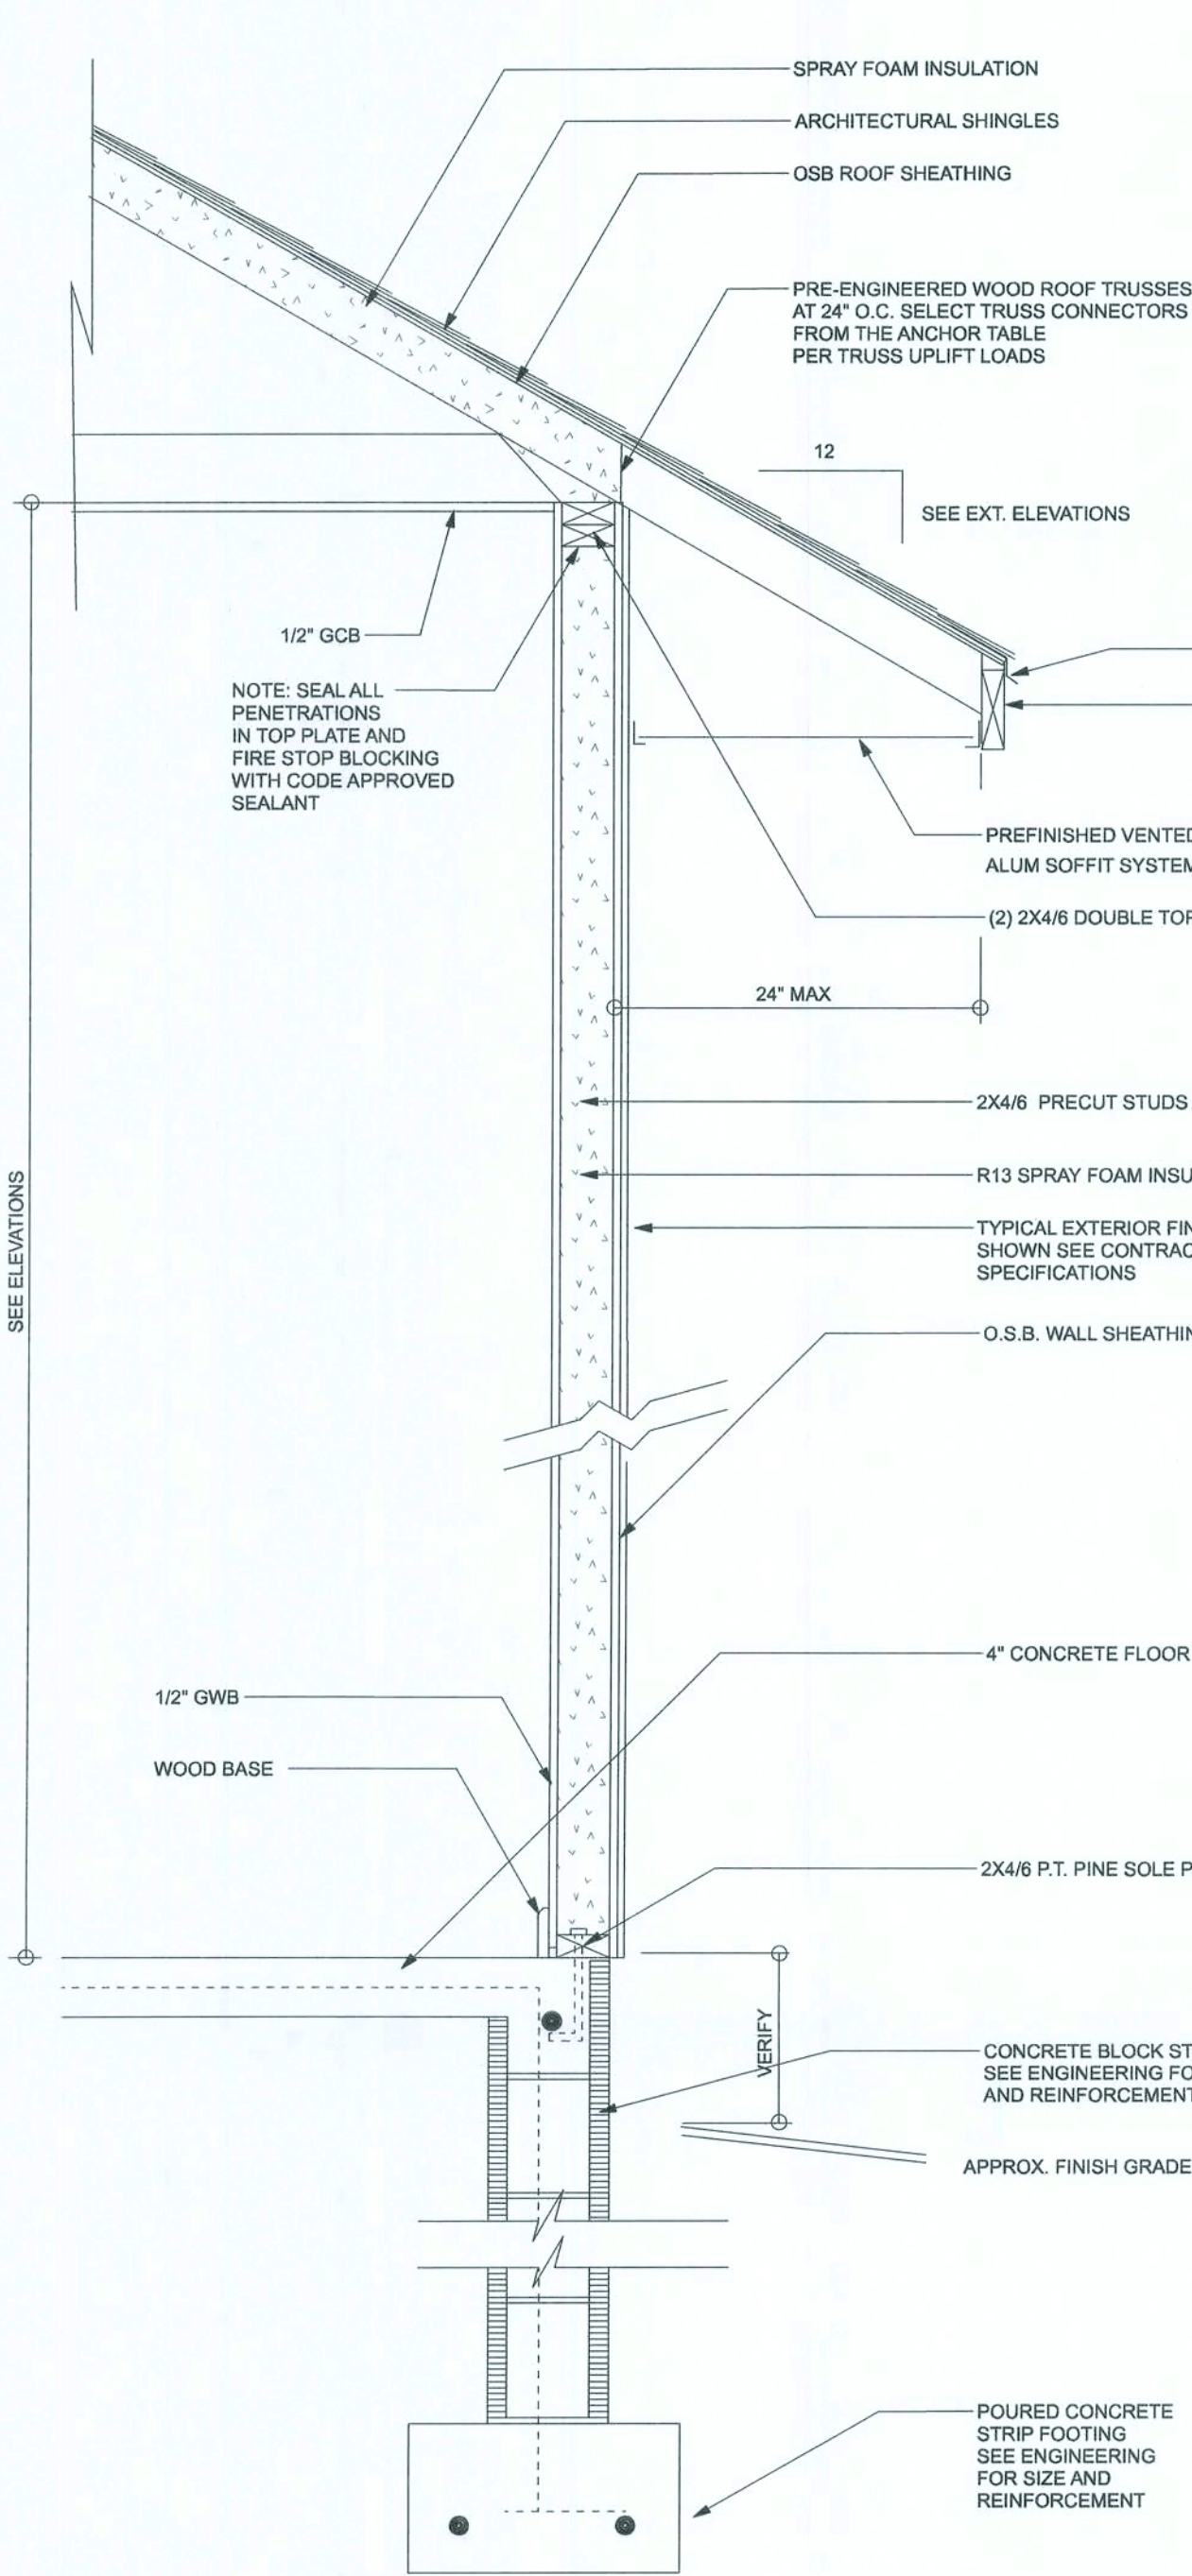 SPRAY FOAM INSULATION
ARCHITECTURAL SHINGLES
OSB ROOF SHEATHING
PRE-ENGINEERED WOOD ROOF TRUSSES
AT 24" O.C. SELECT TRUSS CONNECTORS
FROM THE ANCHOR TABLE
PER TRUSS UPLIFT LOADS
12
SEE EXT. ELEVATIONS
1/2" GCB
NOTE: SEAL ALL
PENETRATIONS
IN TOP PLATE AND
FIRE STOP BLOCKING
WITH CODE APPROVED
SEALANT
PREFINISHED VENTED
ALUM SOFFIT SYSTEM
(2) 2X4/6 DOUBLE TOP
24" MAX
2X4/6 PRECUT STUDS
R13 SPRAY FOAM INSU
SEE ELEVATIONS
TYPICAL EXTERIOR FIN
SHOWN SEE CONTRAC
SPECIFICATIONS
O.S.B. WALL SHEATHIN
4" CONCRETE FLOOR
1/2" GWB
WOOD BASE
2X4/6 P.T. PINE SOLE P
VERIFY
CONCRETE BLOCK ST
SEE ENGINEERING FO
AND REINFORCEMENT
APPROX. FINISH GRADE
POURED CONCRETE
STRIP FOOTING
SEE ENGINEERING
FOR SIZE AND
REINFORCEMENT